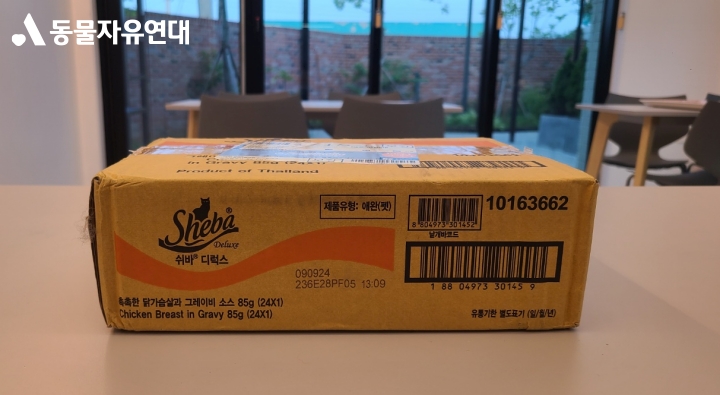 동물자유연대
in Gravy 85g (24
Product of Thailand
제품유형: 애완(펫)
10163662
8 804973 301452
낱개바코드
Sheba®
Deluxe
쉬바® 디럭스
090924
236E28PF05 13:09
1 88 04973 30145 9
촉촉한 닭가슴살과 그레이비 소스 85g (24X1)
Chicken Breast in Gravy 85g (24X1)
유통기한 별도표기 (일/월/년)